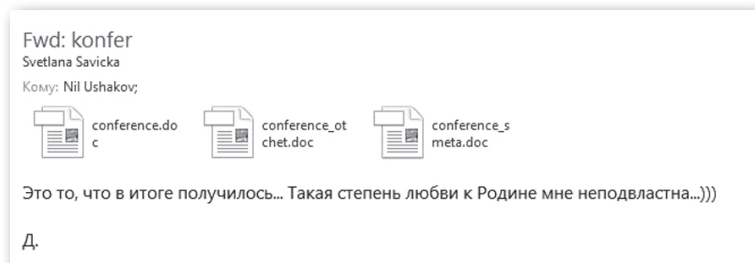 Fwd: konfer
Svetlana Savicka
Кому: Nil Ushakov;
conference.do
c
conference_ot
chet.doc
conference_s
meta.doc
Это то, что в итоге получилось... Такая степень любви к Родине мне неподвластна...)))
Д.